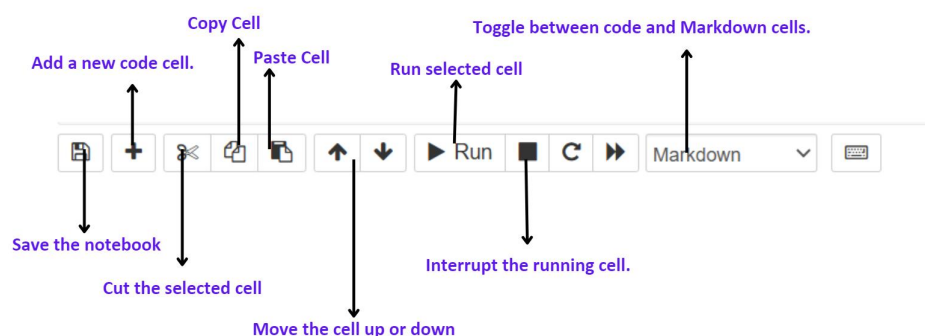 Copy Cell
Toggle between code and Markdown cells.
Add a new code cell.
Paste Cell
Run selected cell
Run
Markdown
Save the notebook
Interrupt the running cell.
Cut the selected cell
Move the cell up or down